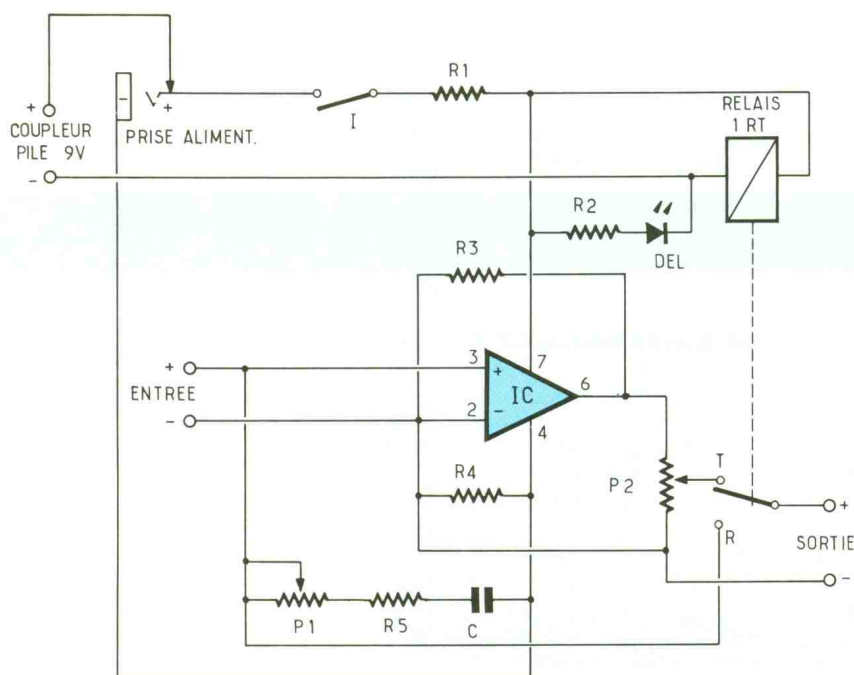 R1
RELAIS
1 RT
+
-
+
I
COUPLEUR
PILE 9V
PRISE ALIMENT.
-
R2
DEL
R3
+
3
+
7
ENTREE
IC
6
-
2
-
4
R4
P2
T
+
R
SORTIE
-
P1
R5
C